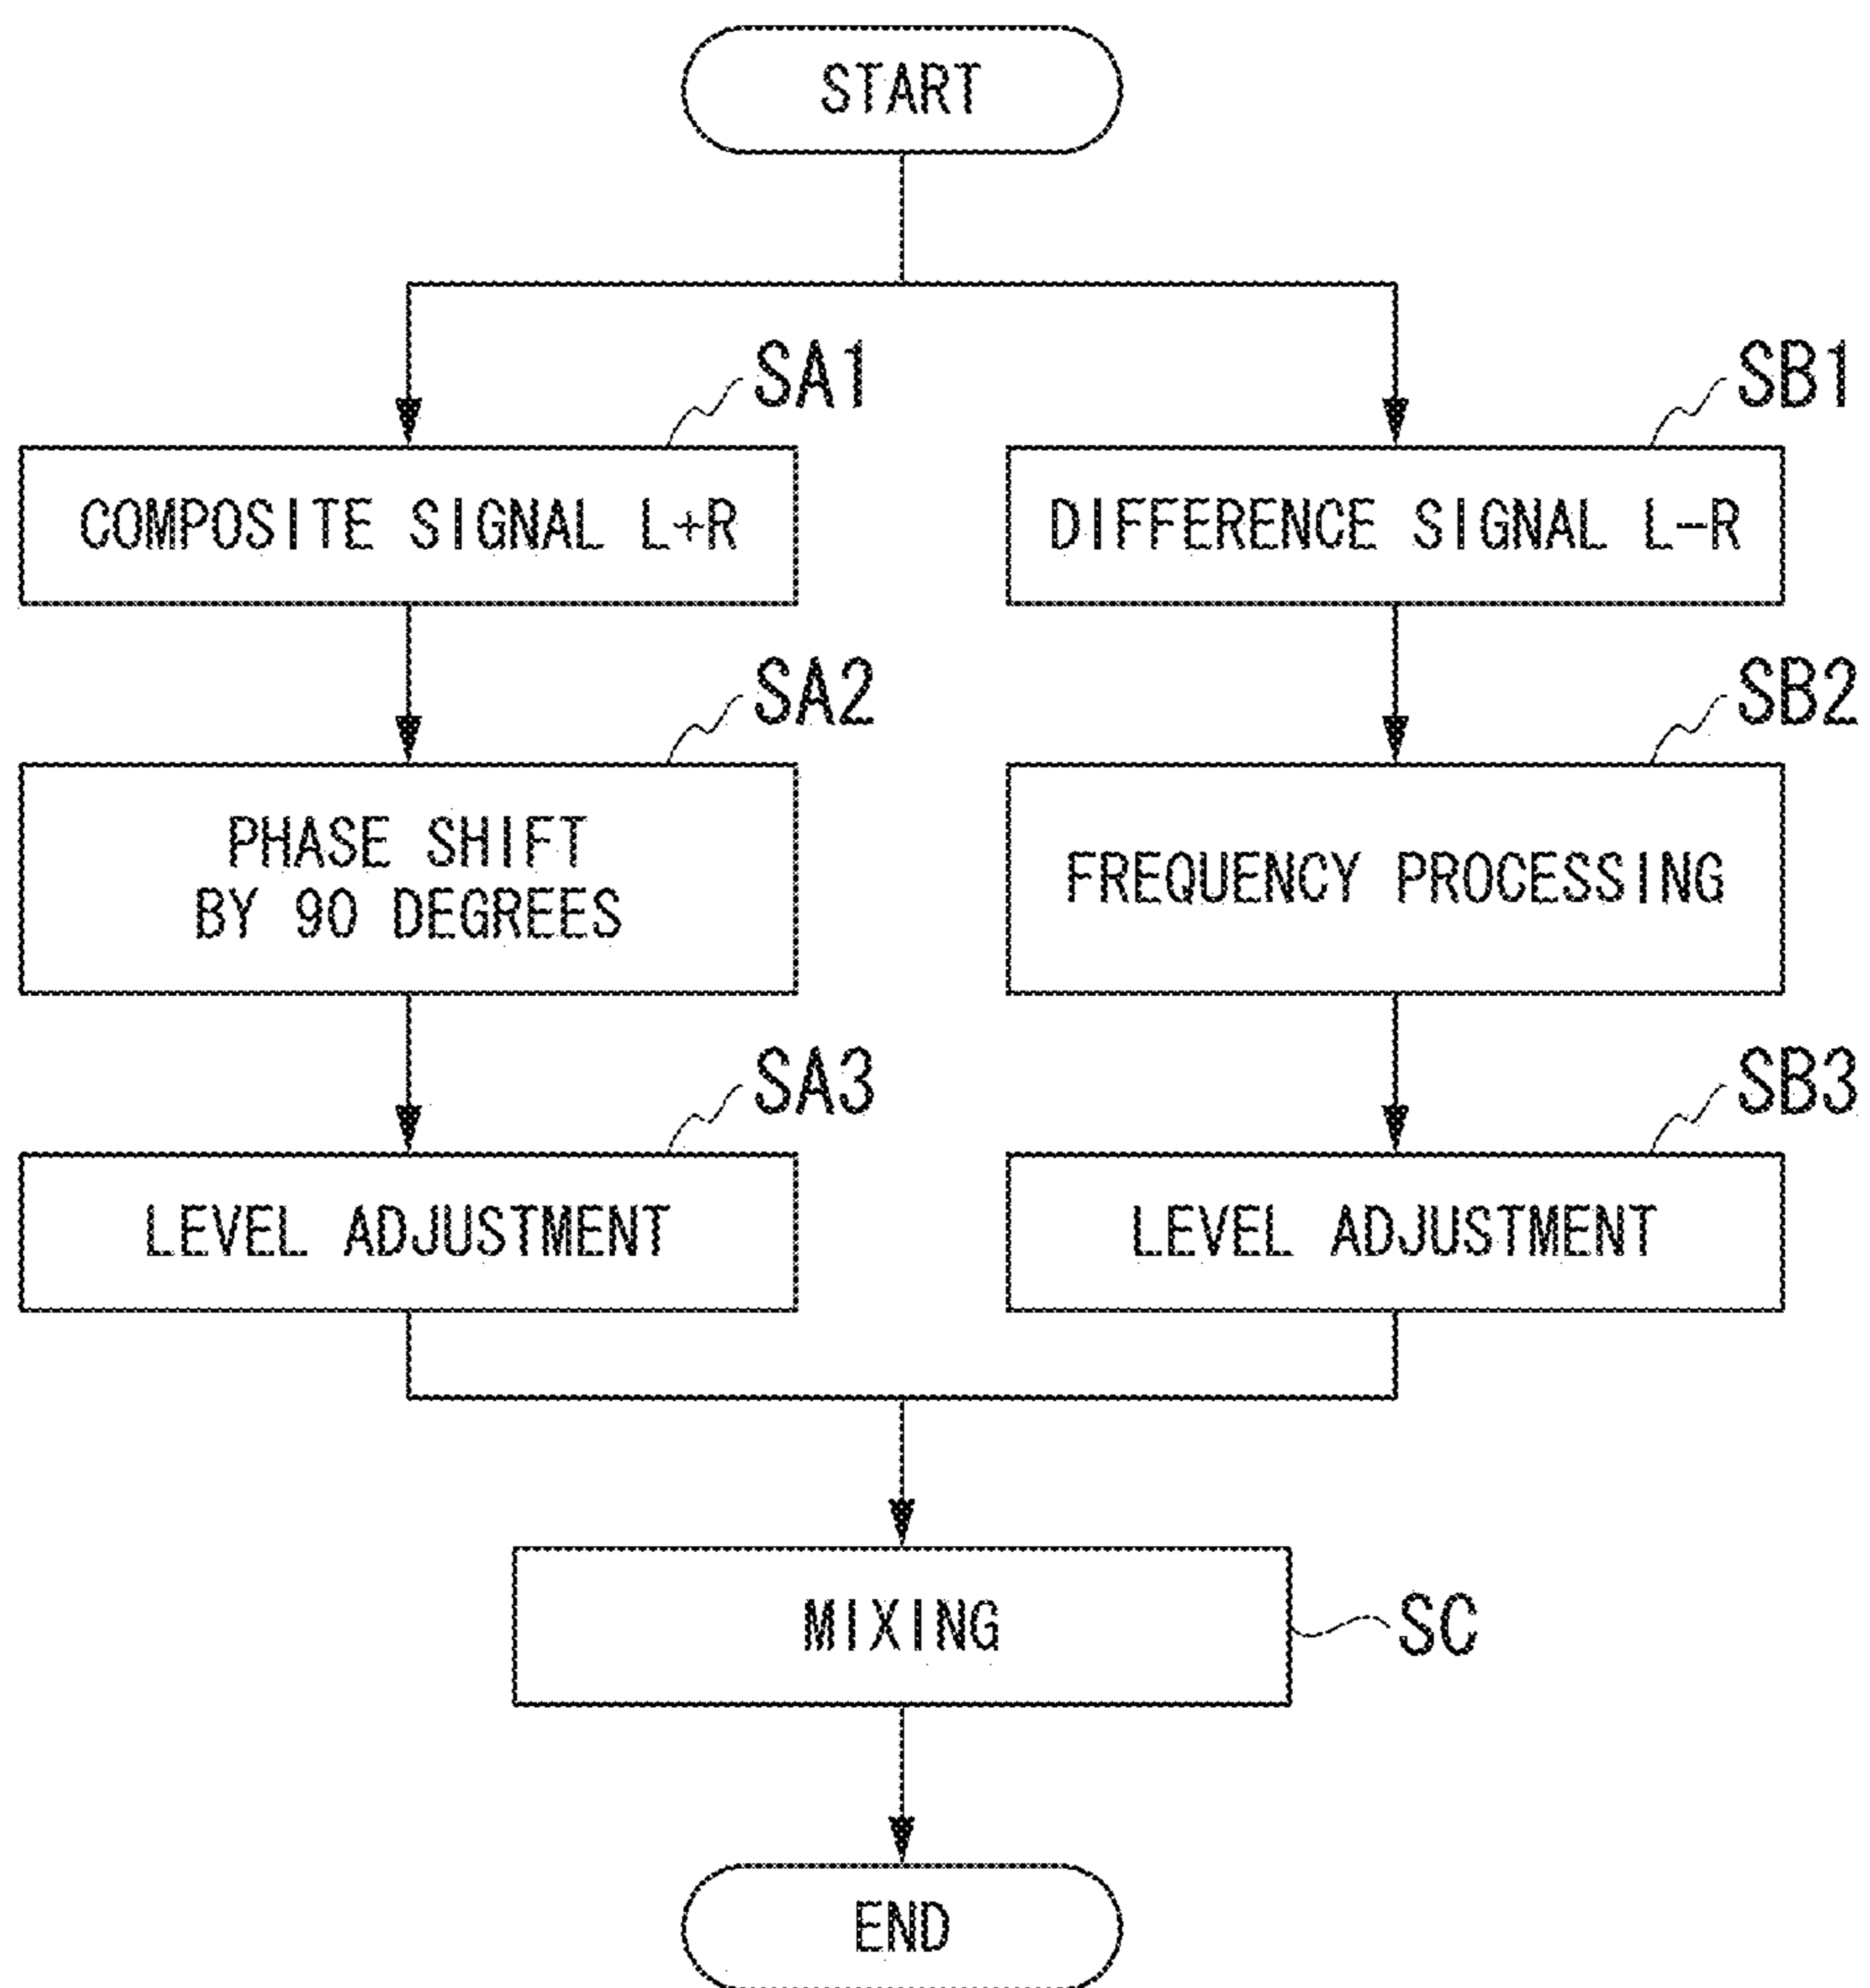 START
SA1
SB1
COMPOSITE SIGNAL L+R
DIFFERENCE SIGNAL L-R
SA2
SB2
PHASE SHIFT
BY 90 DEGREES
FREQUENCY PROCESSING
SA3
SB3
LEVEL ADJUSTMENT
LEVEL ADJUSTMENT
MIXING
SC
END